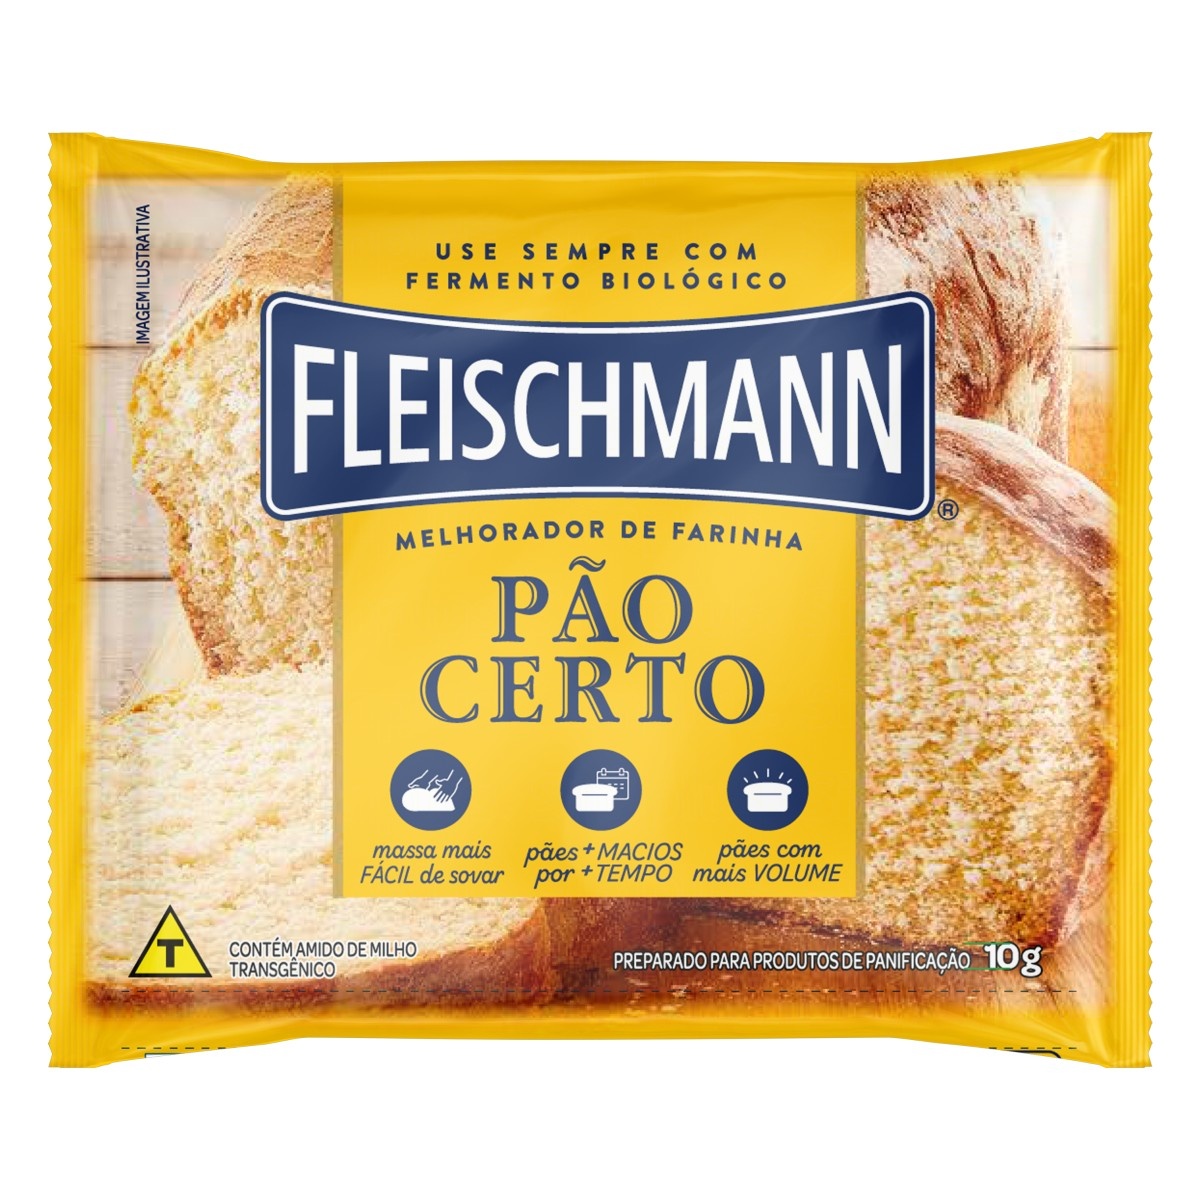 IMAGEM ILUSTRATIVA
USE SEMPRE COM
FERMENTO BIOLÓGICO
FLEISCHMANN
®
MELHORADOR DE FARINHA
PÃO
CERTO
massa mais
FÁCIL de sovar
pães + MACIOS
por + TEMPO
pães com
mais VOLUME
T
CONTÉM AMIDO DE MILHO
TRANSGÊNICO
PREPARADO PARA PRODUTOS DE PANIFICAÇÃO 10g